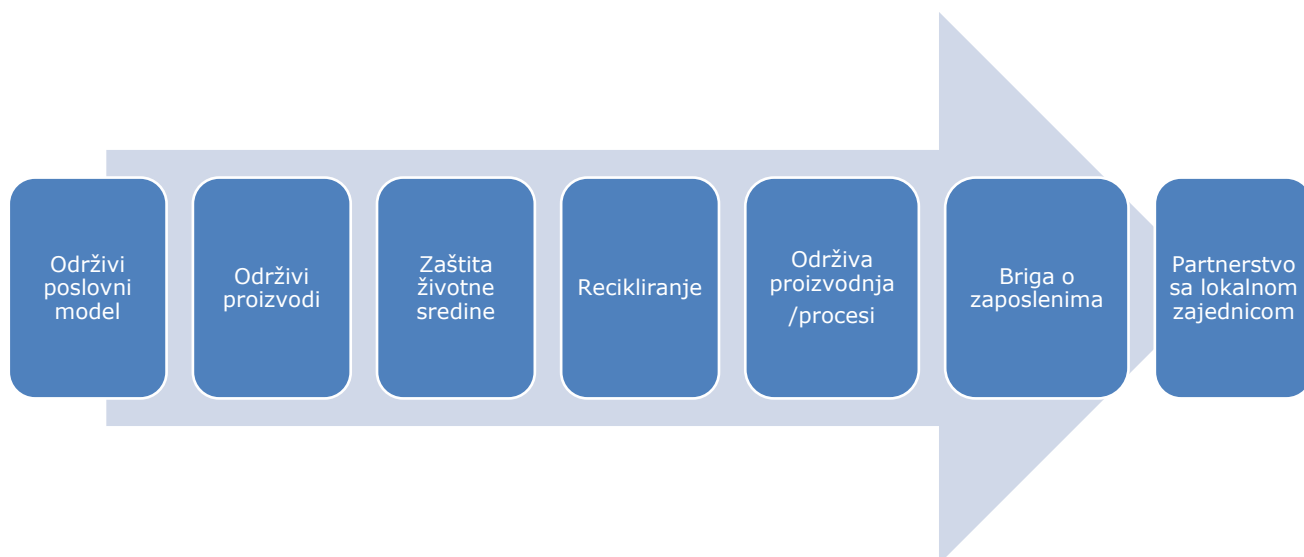 Održivi
poslovni
model
Održivi
proizvodi
Zaštita
životne
sredine
Recikliranje
Održiva
proizvodnja
/procesi
Briga o
zaposlenima
Partnerstvo
sa lokalnom
zajednicom